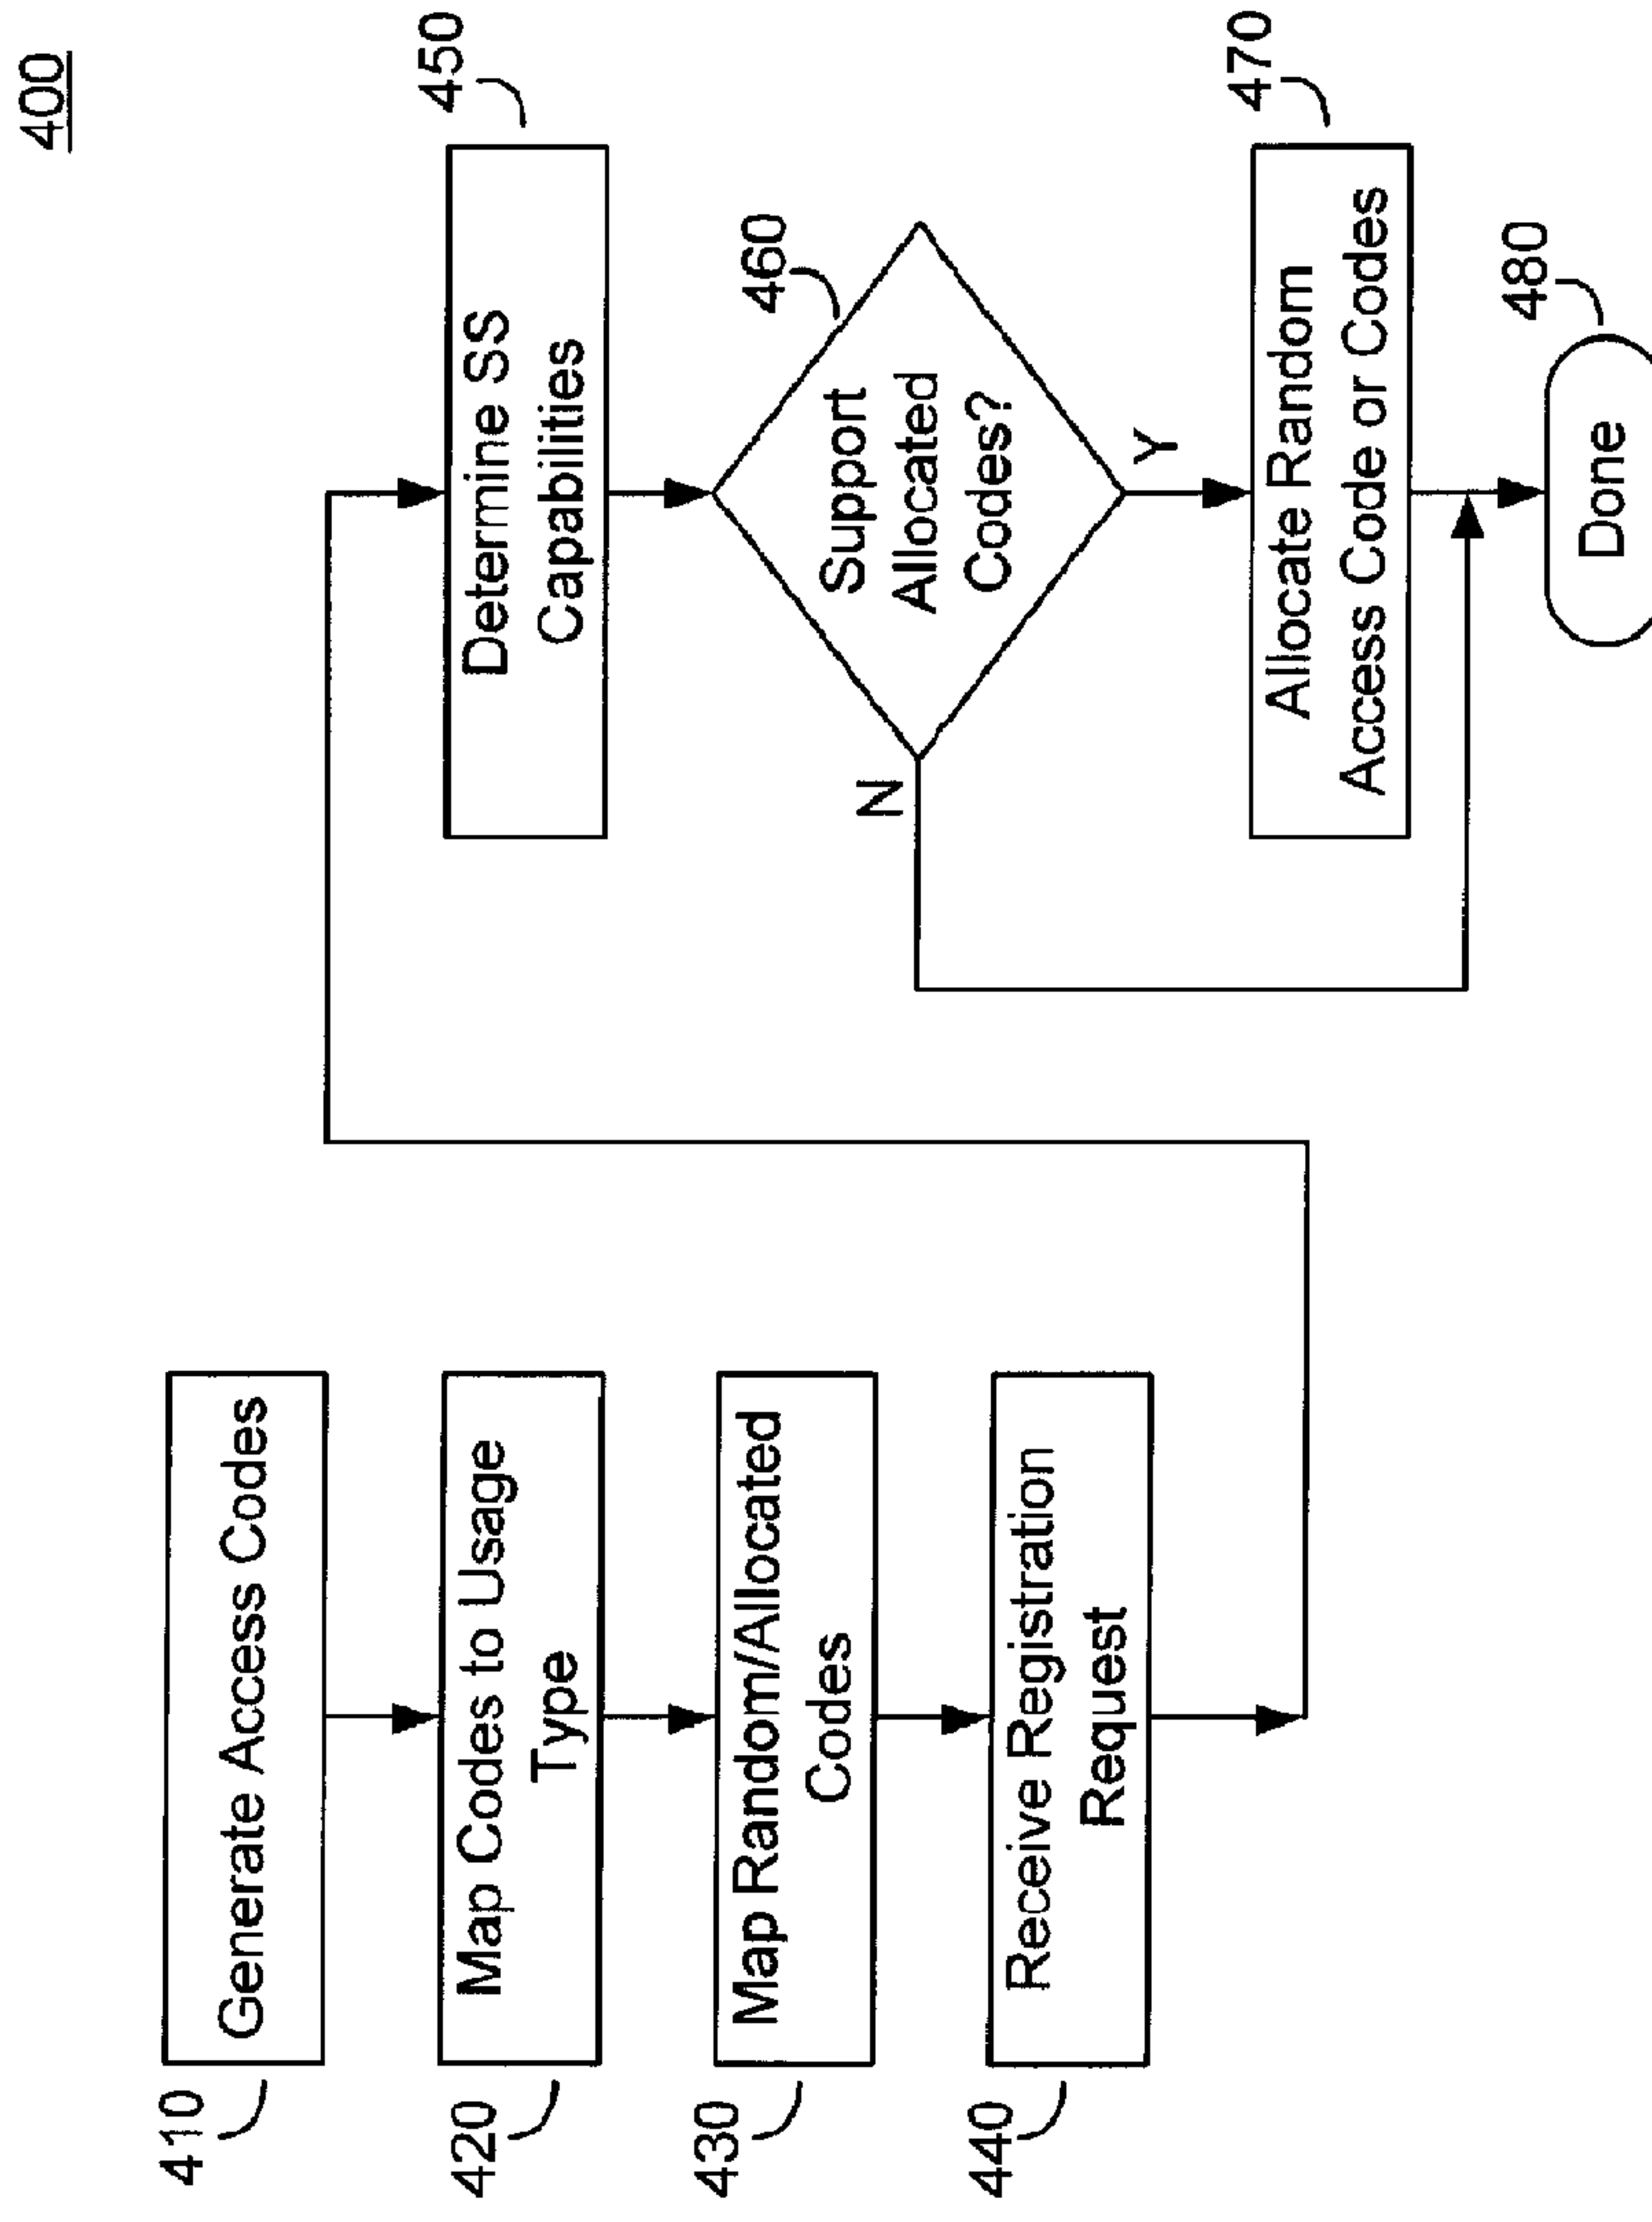 400
410
Generate Access Codes
420
Map Codes to Usage
Type
430
Map Random/Allocated
Codes
440
Receive Registration
Request
450
Determine SS
Capabilities
460
Support
Allocated
Codes?
N
Y
470
Allocate Random
Access Code or Codes
480
Done